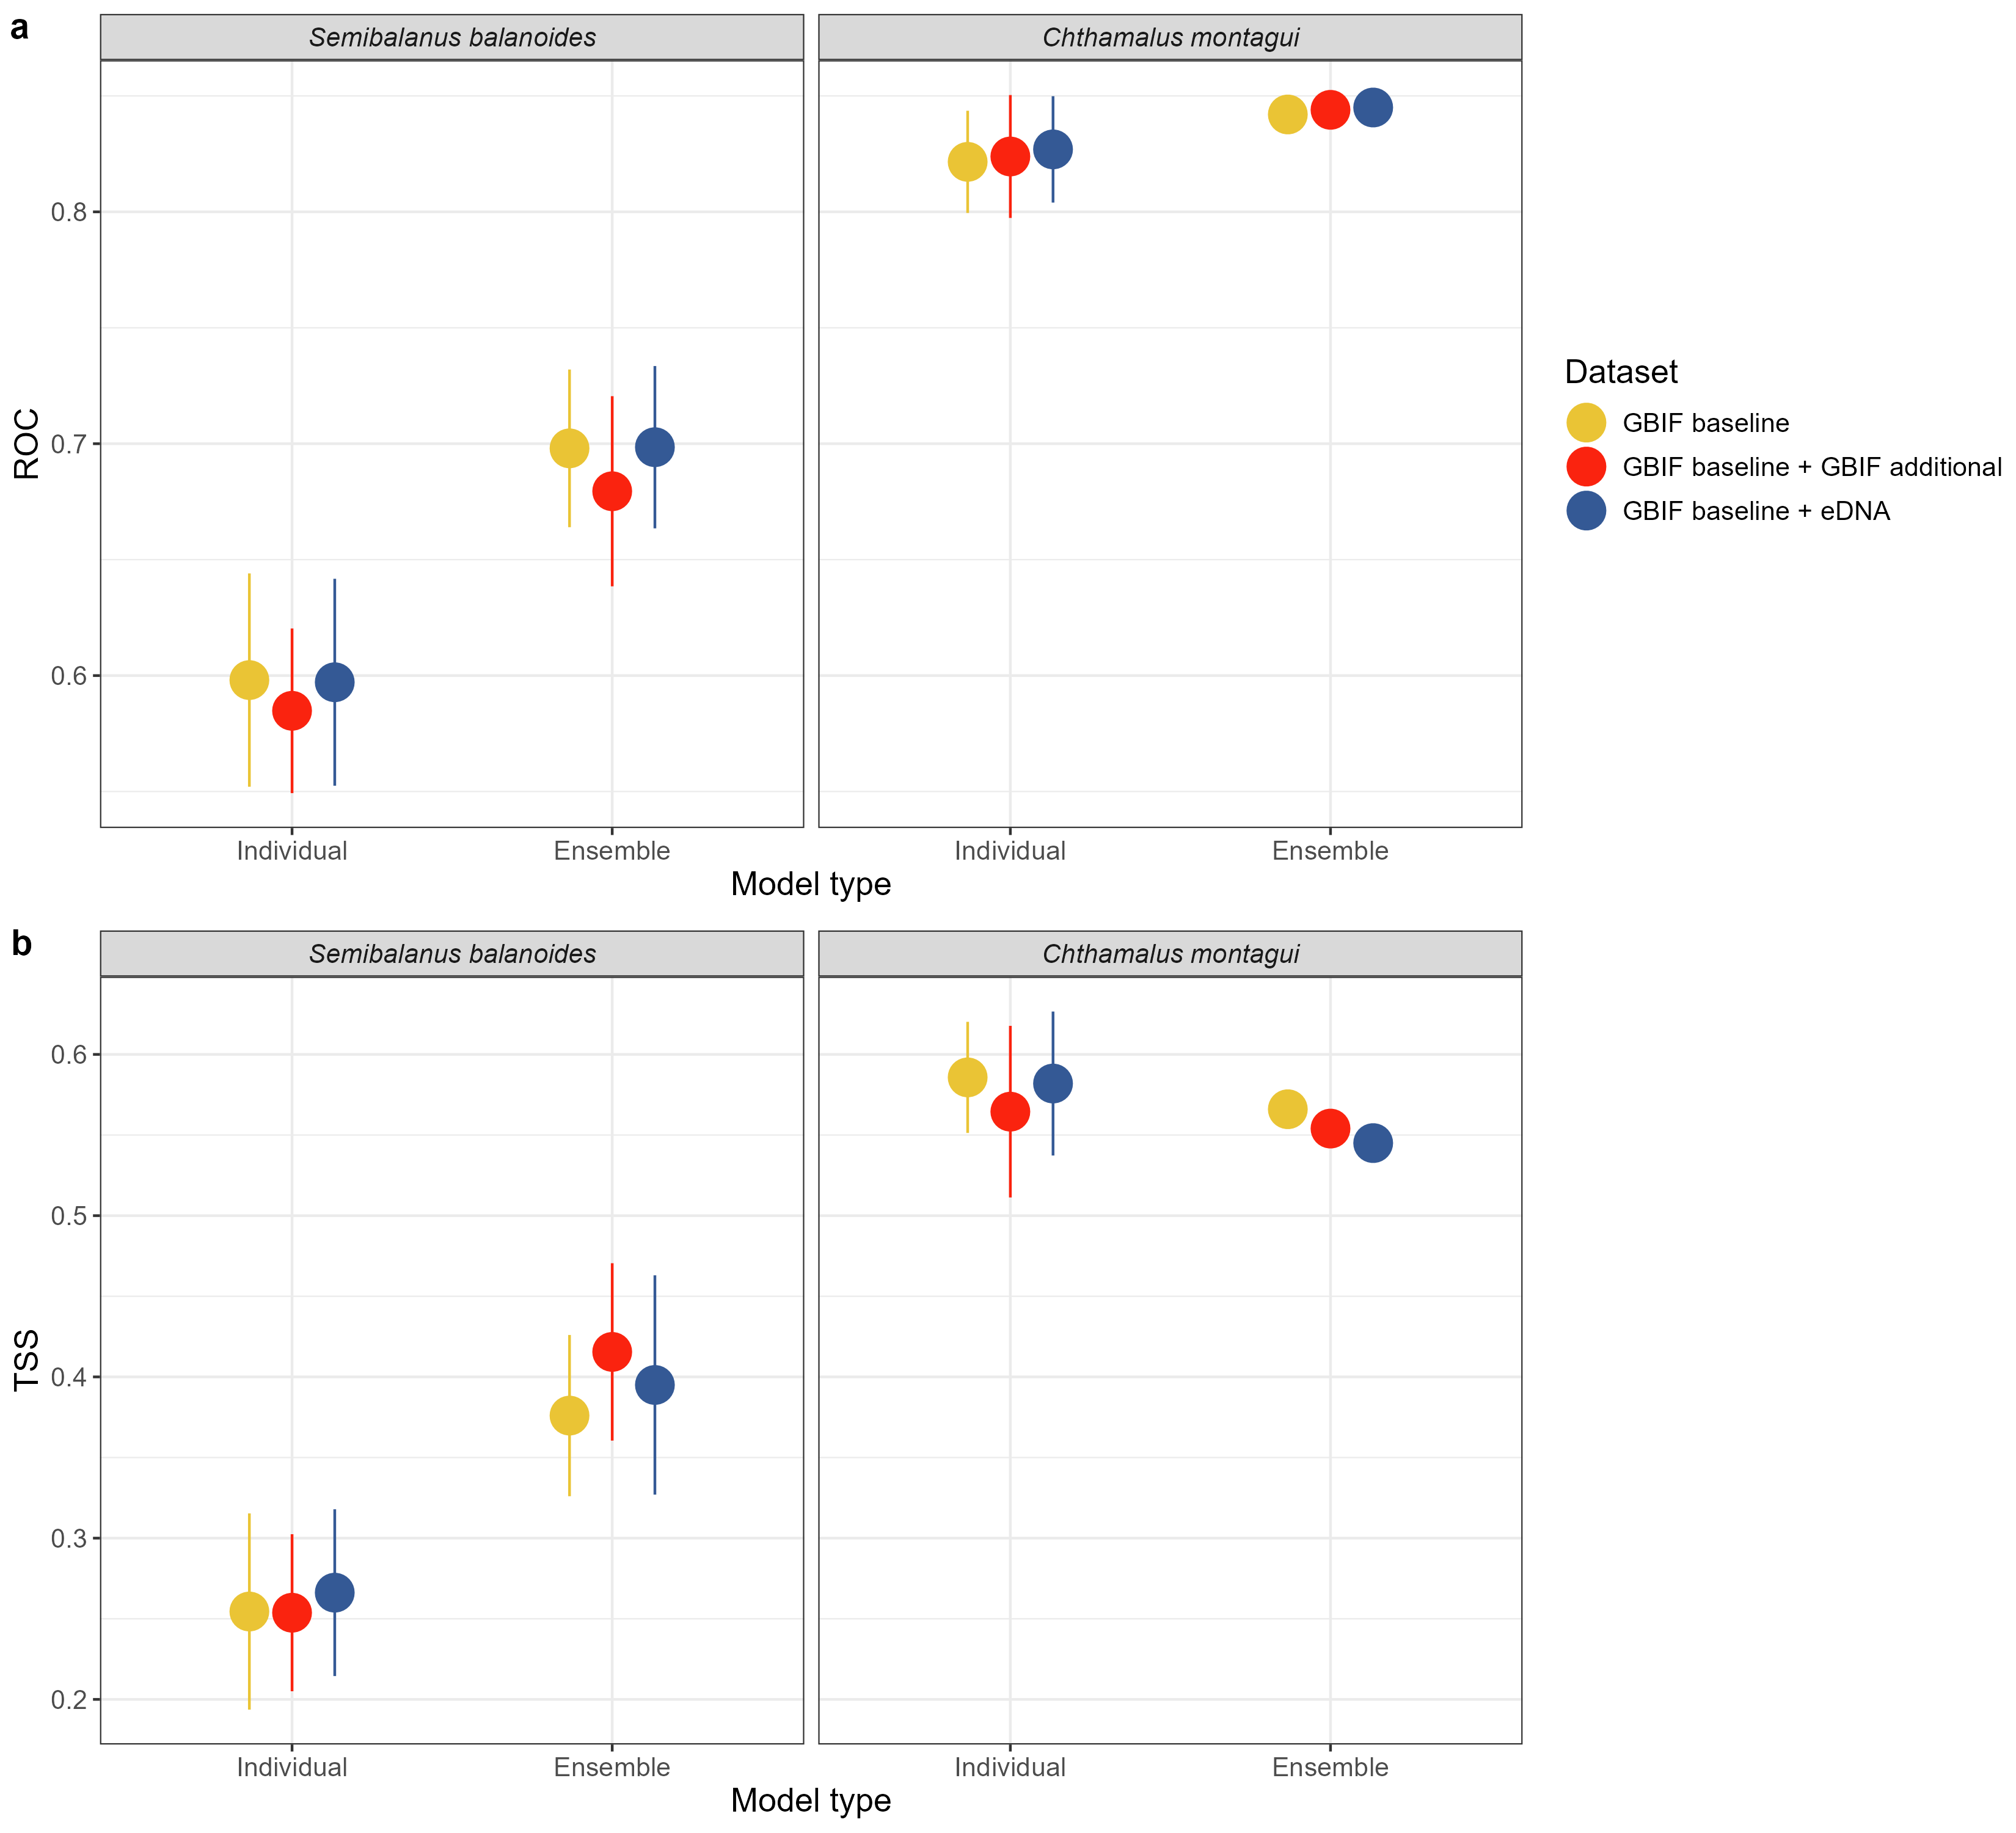 a
Semibalanus balanoides
Chthamalus montagui
ROC
0.8
0.7
0.6
Individual
Ensemble
Individual
Ensemble
Model type
Dataset
GBIF baseline
GBIF baseline + GBIF additional
GBIF baseline + eDNA
b
Semibalanus balanoides
Chthamalus montagui
TSS
0.6
0.5
0.4
0.3
0.2
Individual
Ensemble
Individual
Ensemble
Model type